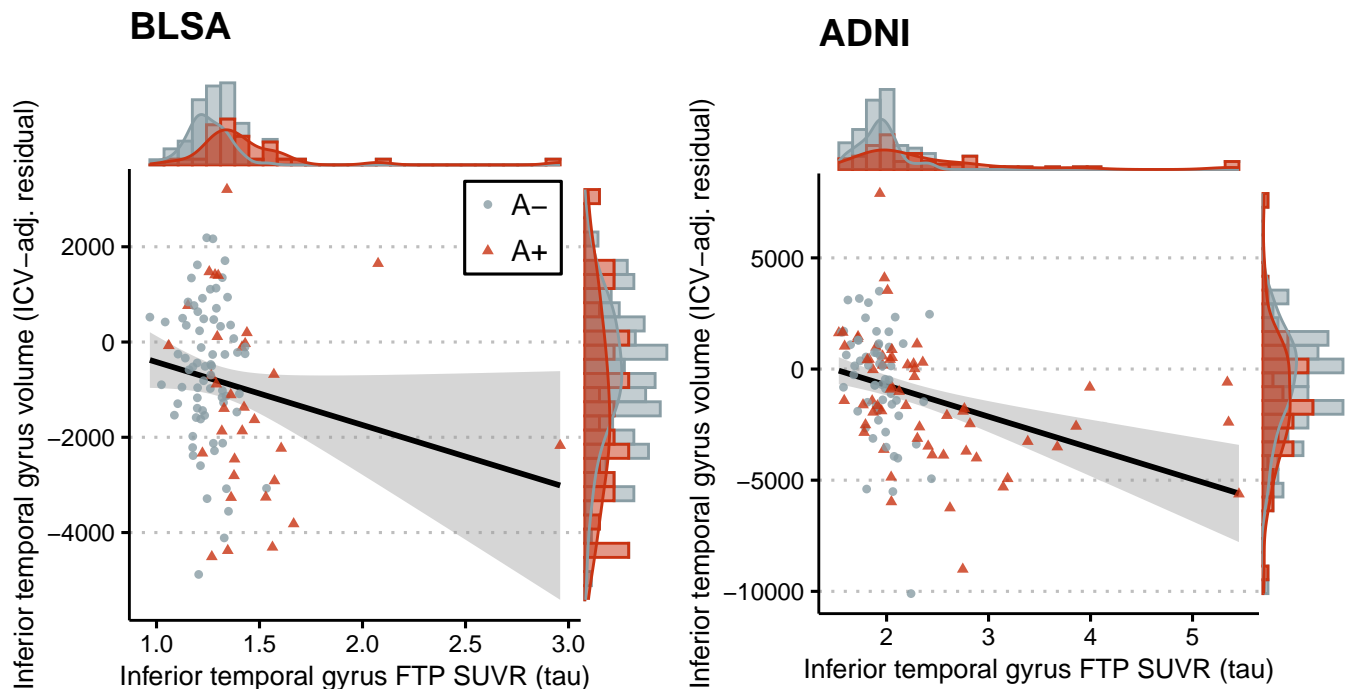 BLSA
Inferior temporal gyrus volume (ICV−adj. residual)
2000
0
−2000
−4000
A−
A+
1.0 1.5 2.0 2.5 3.0
Inferior temporal gyrus FTP SUVR (tau)
ADNI
Inferior temporal gyrus volume (ICV−adj. residual)
5000
0
−5000
−10000
2 3 4 5
Inferior temporal gyrus FTP SUVR (tau)